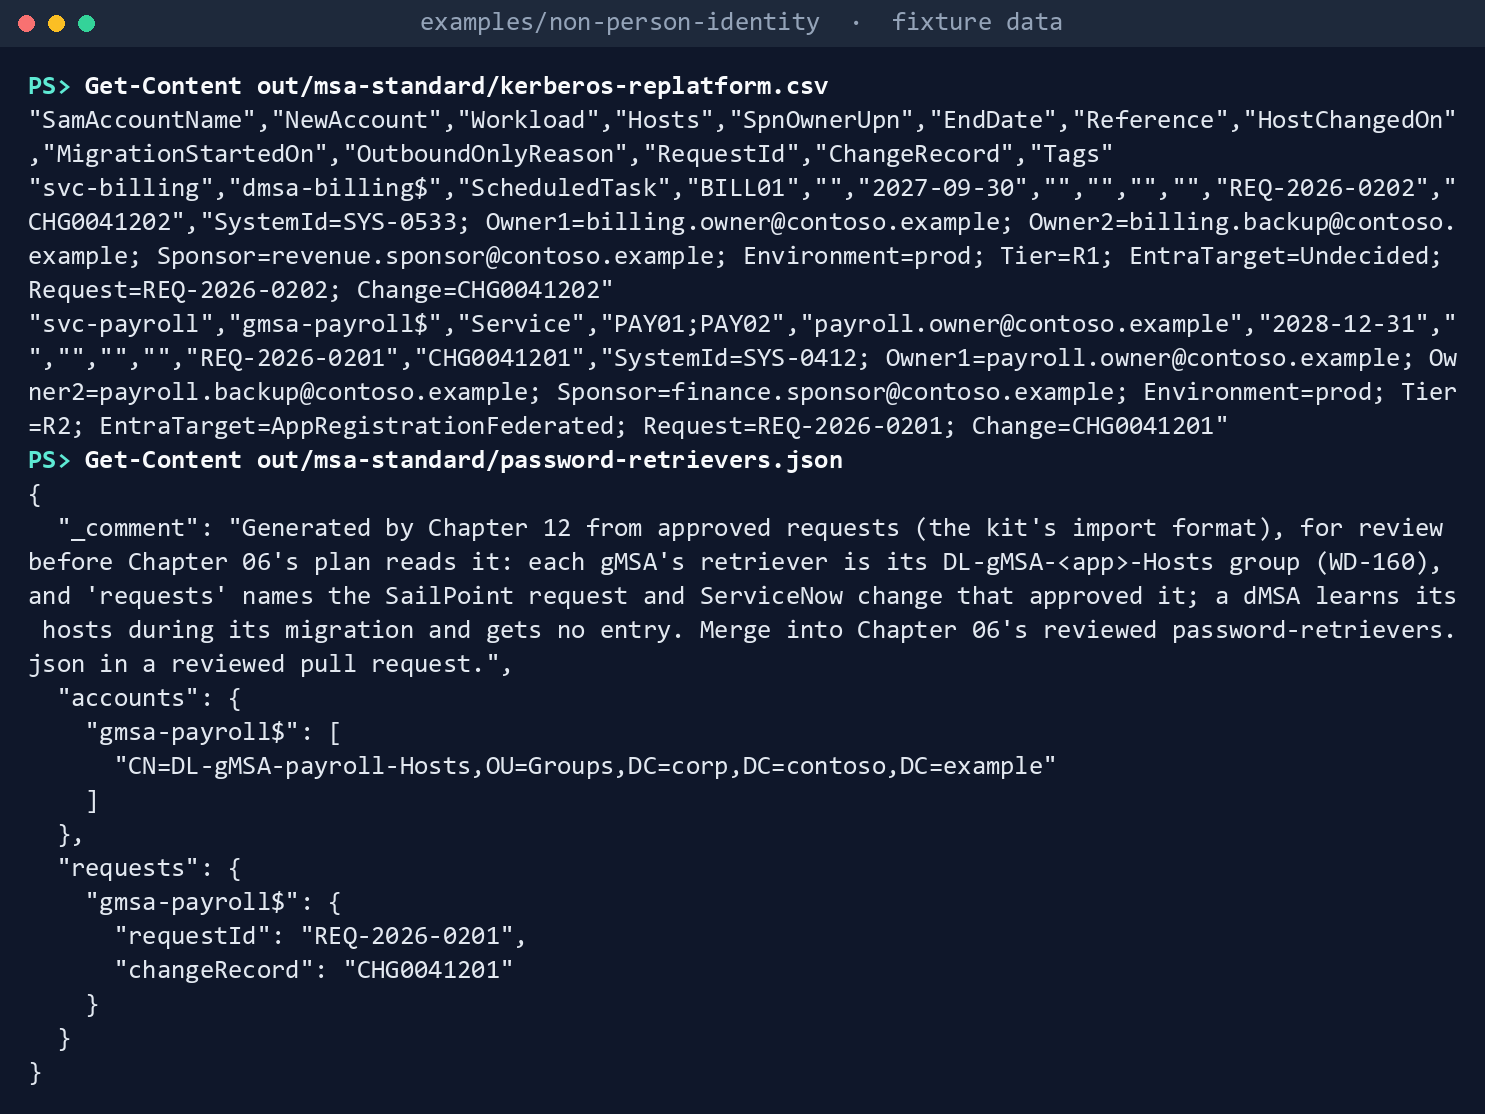 examples/non-person-identity · fixture data
PS> Get-Content out/msa-standard/kerberos-replatform.csv
"SamAccountName","NewAccount","Workload","Hosts","SpnOwnerUpn","EndDate","Reference","HostChangedOn"
,"MigrationStartedOn","OutboundOnlyReason","RequestId","ChangeRecord","Tags"
"svc-billing","dmsa-billing$","ScheduledTask","BILL01","","2027-09-30","","","","","REQ-2026-0202","
CHG0041202","SystemId=SYS-0533; Owner1=billing.owner@contoso.example; Owner2=billing.backup@contoso.
example; Sponsor=revenue.sponsor@contoso.example; Environment=prod; Tier=R1; EntraTarget=Undecided; 
Request=REQ-2026-0202; Change=CHG0041202"
"svc-payroll","gmsa-payroll$","Service","PAY01;PAY02","payroll.owner@contoso.example","2028-12-31","
","","","","REQ-2026-0201","CHG0041201","SystemId=SYS-0412; Owner1=payroll.owner@contoso.example; Ow
ner2=payroll.backup@contoso.example; Sponsor=finance.sponsor@contoso.example; Environment=prod; Tier
=R2; EntraTarget=AppRegistrationFederated; Request=REQ-2026-0201; Change=CHG0041201"
PS> Get-Content out/msa-standard/password-retrievers.json
{
  "_comment": "Generated by Chapter 12 from approved requests (the kit's import format), for review 
before Chapter 06's plan reads it: each gMSA's retriever is its DL-gMSA-<app>-Hosts group (WD-160), 
and 'requests' names the SailPoint request and ServiceNow change that approved it; a dMSA learns its
 hosts during its migration and gets no entry. Merge into Chapter 06's reviewed password-retrievers.
json in a reviewed pull request.",
  "accounts": {
    "gmsa-payroll$": [
      "CN=DL-gMSA-payroll-Hosts,OU=Groups,DC=corp,DC=contoso,DC=example"
    ]
  },
  "requests": {
    "gmsa-payroll$": {
      "requestId": "REQ-2026-0201",
      "changeRecord": "CHG0041201"
    }
  }
}